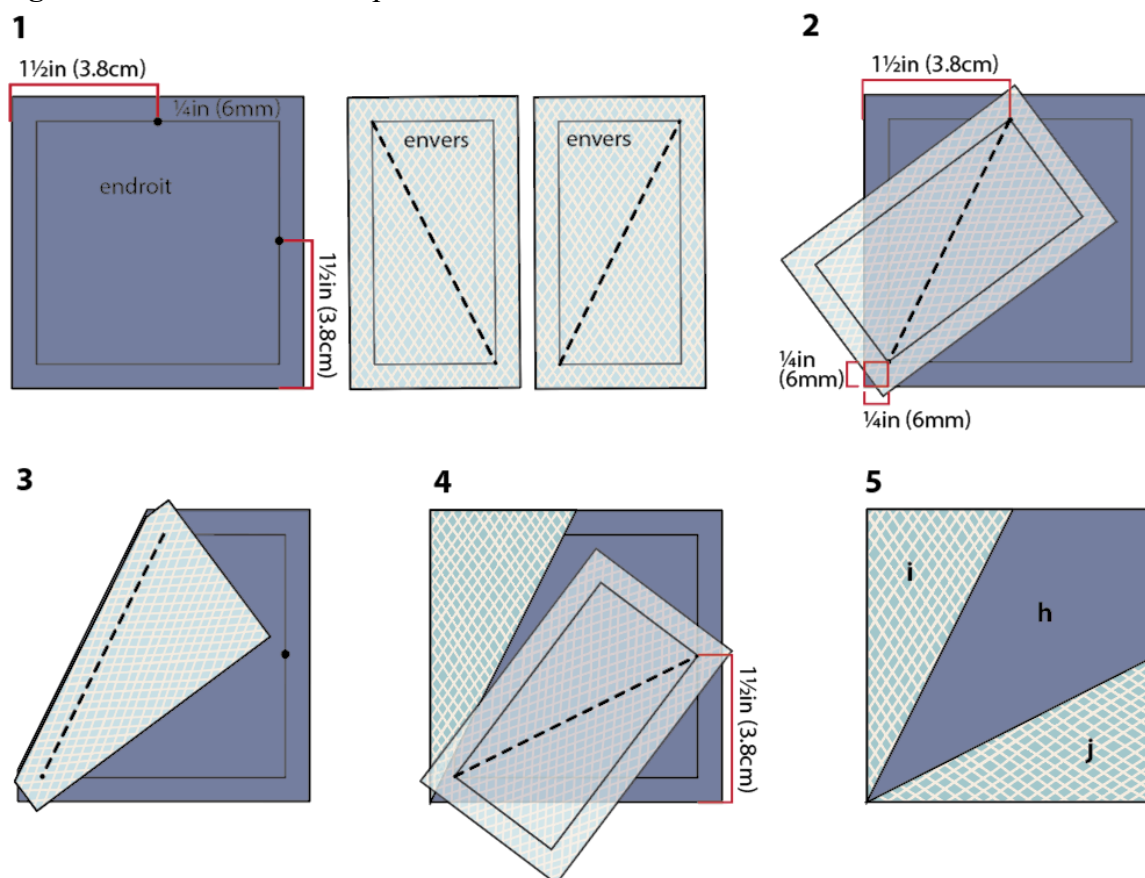 1
1½in (3.8cm)
¼in (6mm)
endroit
1½in (3.8cm)
envers
envers
2
1½in (3.8cm)
¼in
(6mm)
¼in (6mm)
3
4
1½in (3.8cm)
5
i
h
j